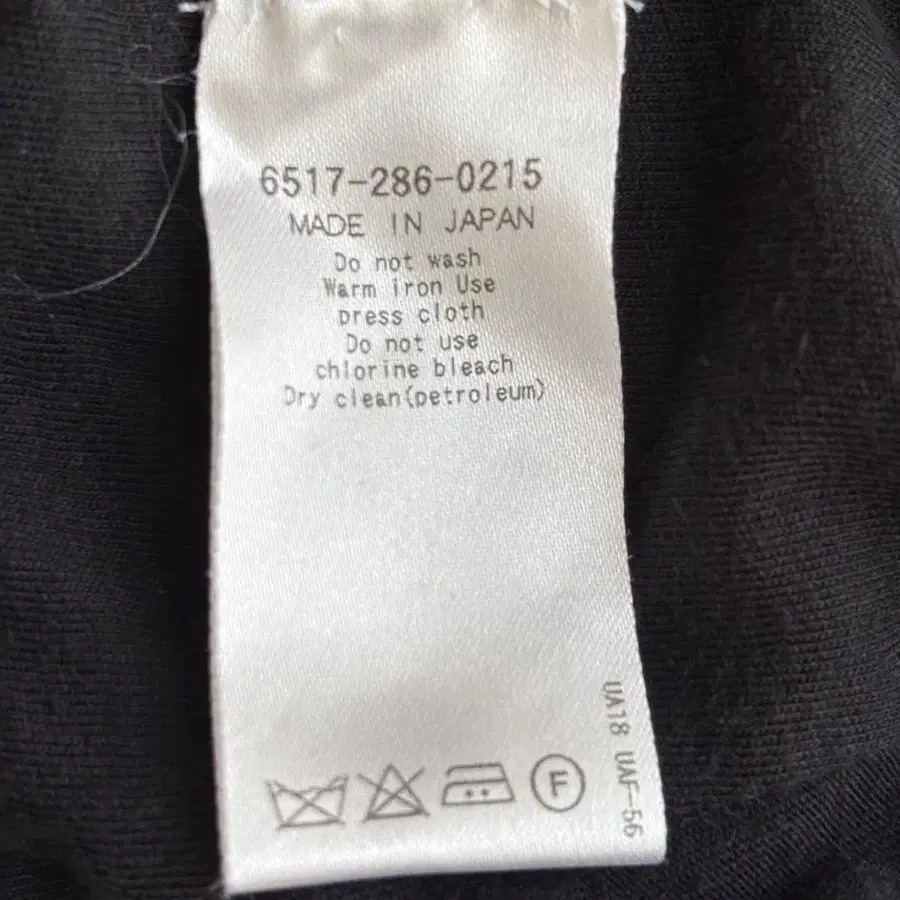 6517-286-0215
MADE IN JAPAN
Do not wash
Warm iron Use
press cloth
Do not use
chlorine bleach
Dry clean(petroleum)
UA18 UAF-56
F